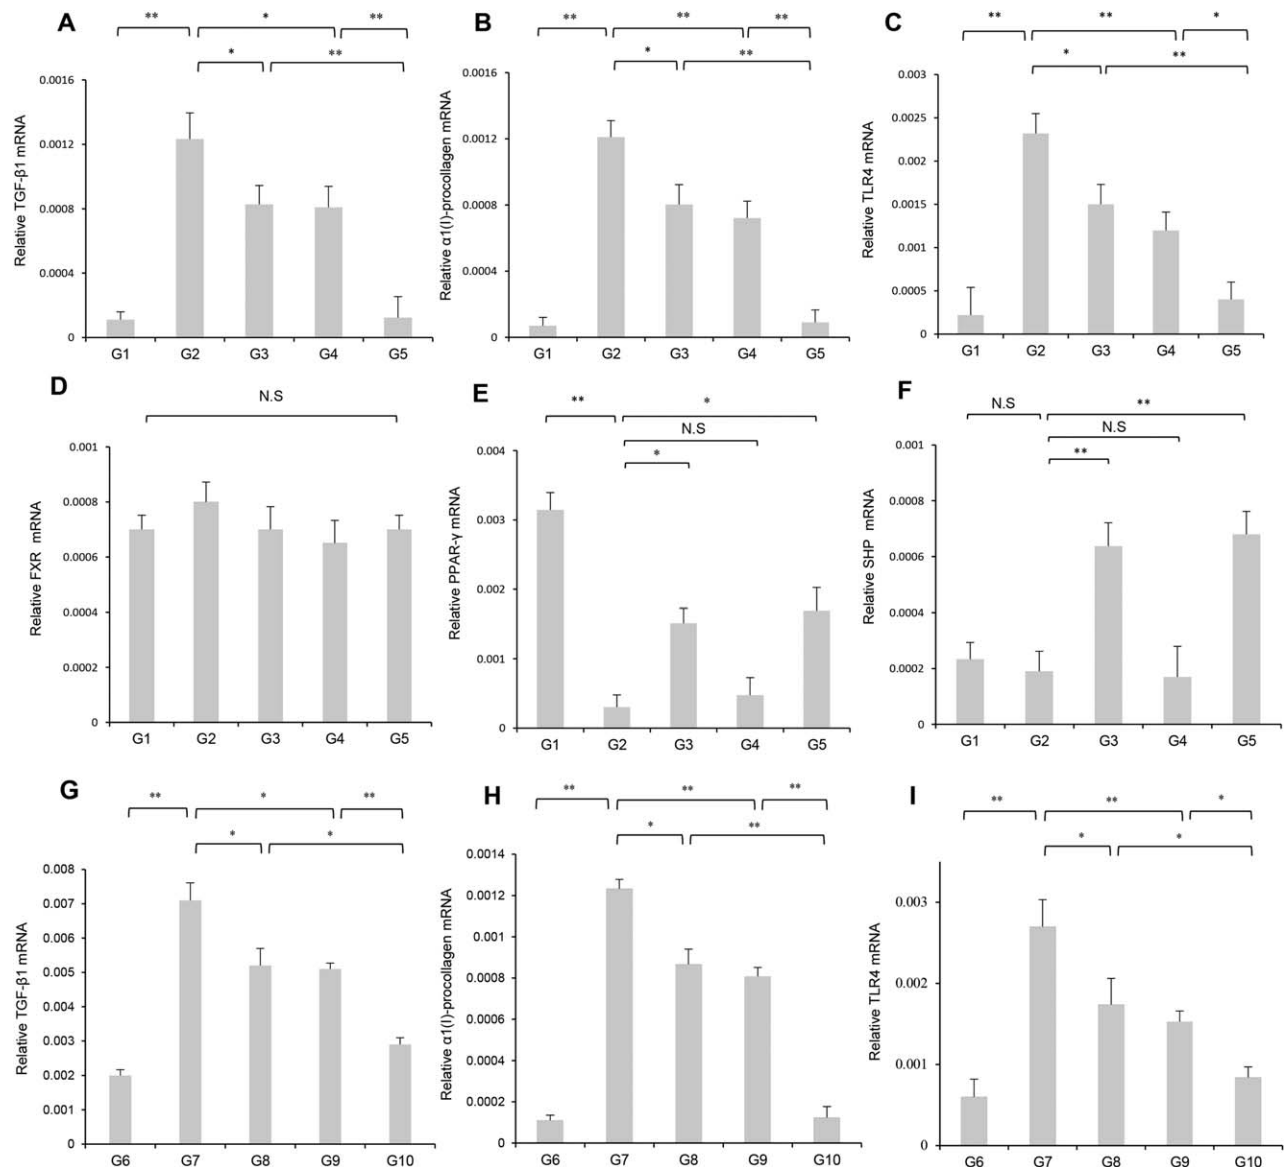 A
** * **
* **
Relative TGF-β1 mRNA
0.0016
0.0012
0.0008
0.0004
0
G1 G2 G3 G4 G5
B
** ** **
* **
Relative α1(I)-procollagen mRNA
0.0016
0.0012
0.0008
0.0004
0
G1 G2 G3 G4 G5
C
** ** *
* **
Relative TLR4 mRNA
0.003
0.0025
0.002
0.0015
0.001
0.0005
0
G1 G2 G3 G4 G5
D
N.S
Relative FXR mRNA
0.001
0.0008
0.0006
0.0004
0.0002
0
G1 G2 G3 G4 G5
E
** *
N.S
*
Relative PPAR-γ mRNA
0.004
0.003
0.002
0.001
0
G1 G2 G3 G4 G5
F
N.S **
N.S
**
Relative SHP mRNA
0.001
0.0008
0.0006
0.0004
0.0002
0
G1 G2 G3 G4 G5
G
** * **
* *
Relative TGF-β1 mRNA
0.008
0.007
0.006
0.005
0.004
0.003
0.002
0.001
0
G6 G7 G8 G9 G10
H
** ** **
* **
Relative α1(I)-procollagen mRNA
0.0014
0.0012
0.001
0.0008
0.0006
0.0004
0.0002
0
G6 G7 G8 G9 G10
I
** ** *
* *
Relative TLR4 mRNA
0.003
0.002
0.001
0
G6 G7 G8 G9 G10